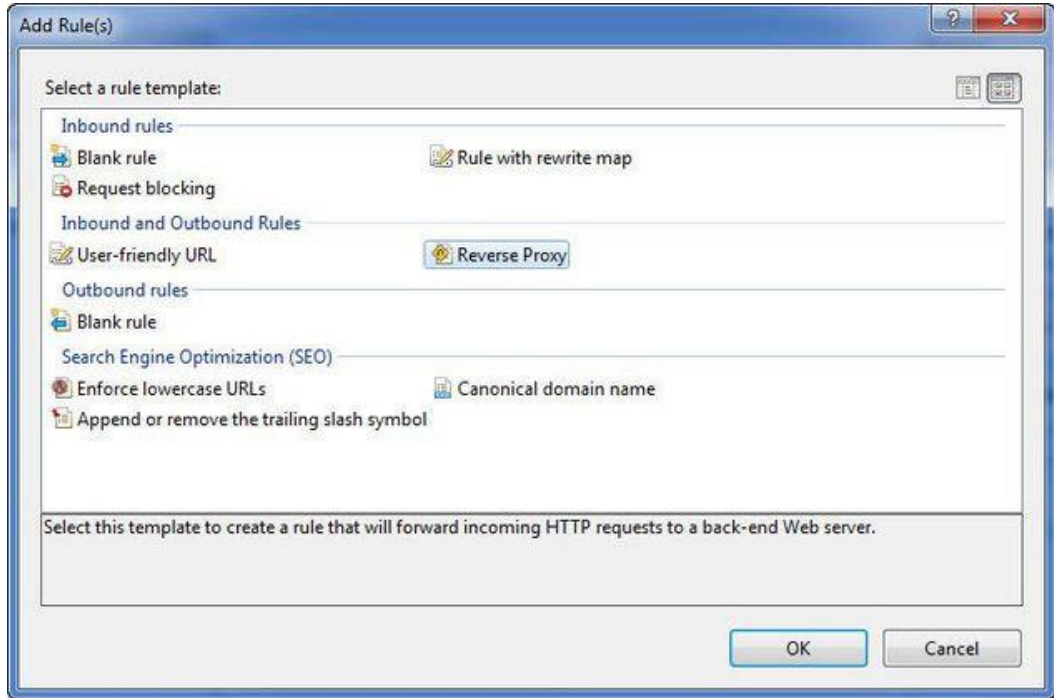 Add Rule(s)
Select a rule template:
Inbound rules
Blank rule
Rule with rewrite map
Request blocking
Inbound and Outbound Rules
User-friendly URL
Reverse Proxy
Outbound rules
Blank rule
Search Engine Optimization (SEO)
Enforce lowercase URLs
Canonical domain name
Append or remove the trailing slash symbol
Select this template to create a rule that will forward incoming HTTP requests to a back-end Web server.
OK
Cancel